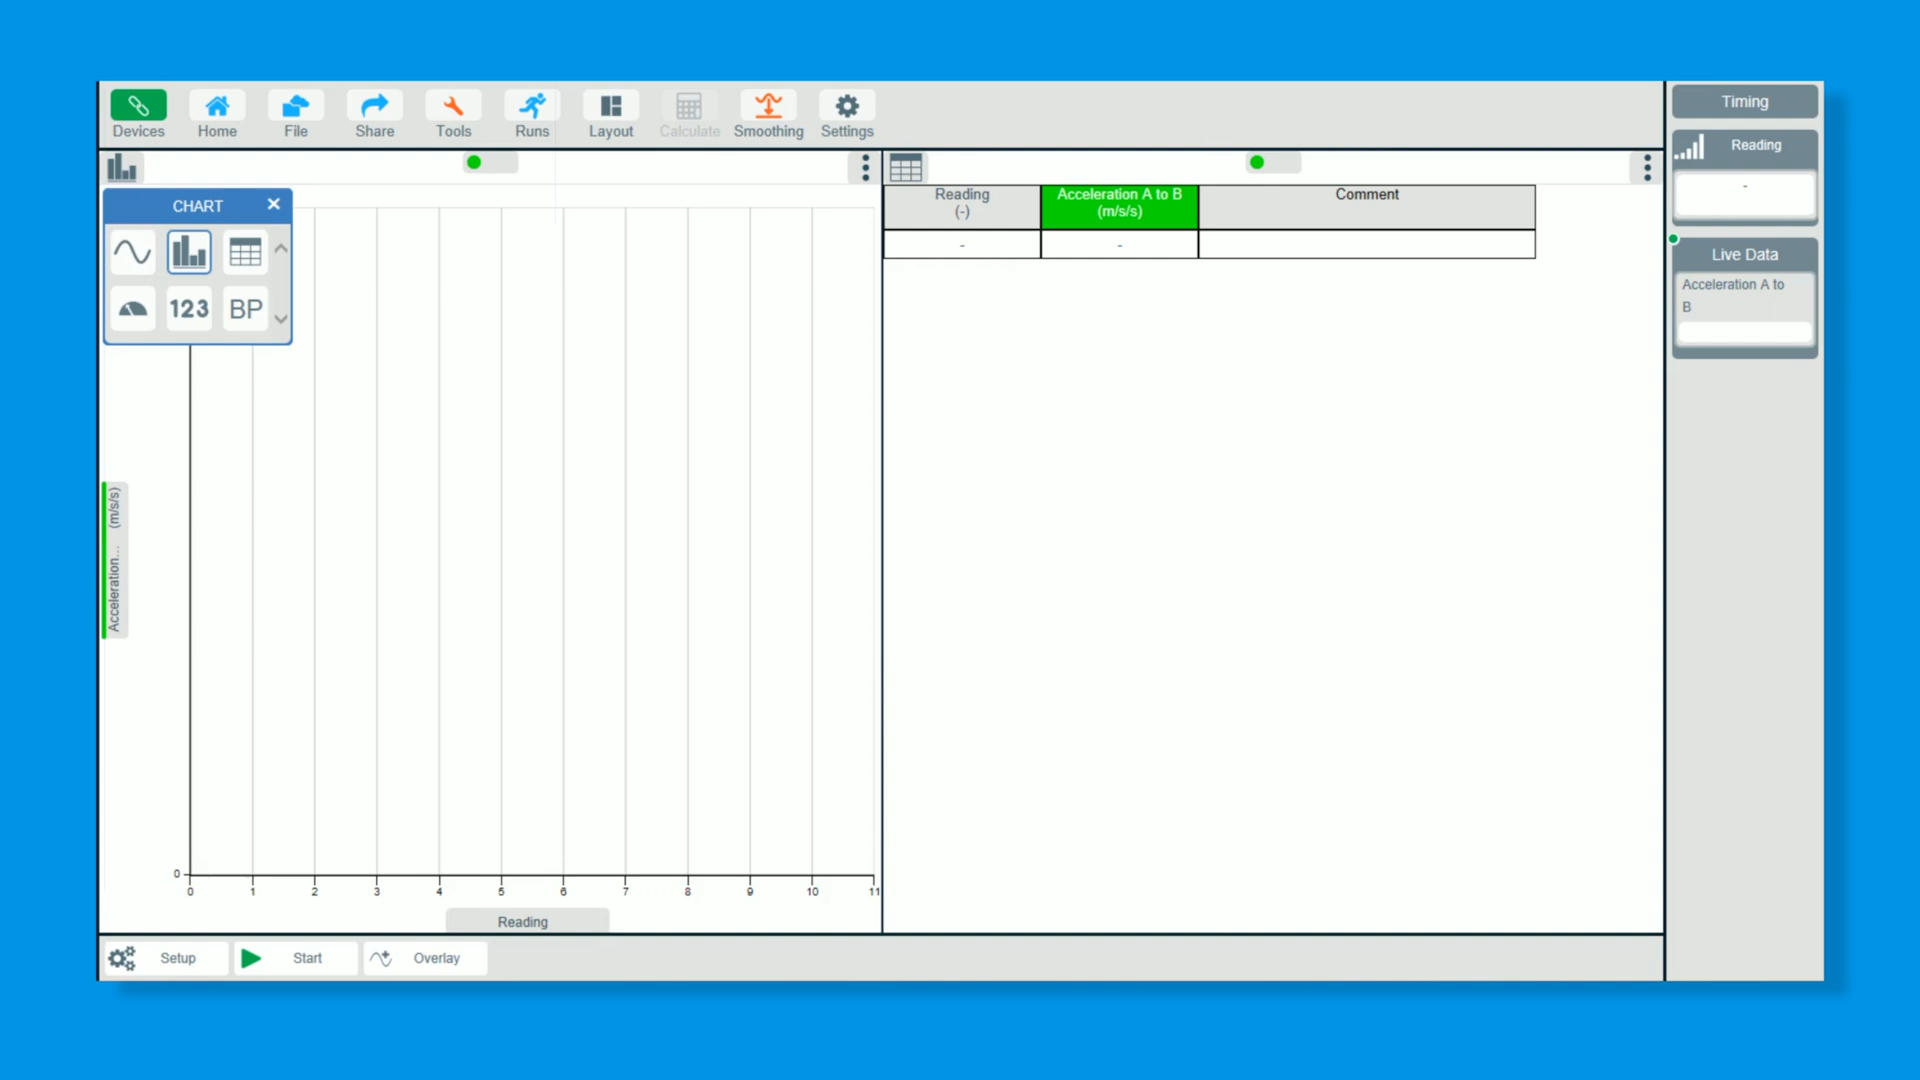 Devices Home File Share Tools Runs Layout Calculate Smoothing Settings
CHART
123 BP
Acceleration... (m/s/s)
0
0 1 2 3 4 5 6 7 8 9 10 11
Reading
Reading Acceleration A to B Comment
(-) (m/s/s)
- -
Timing
Reading
-
Live Data
Acceleration A to
B
Setup Start Overlay